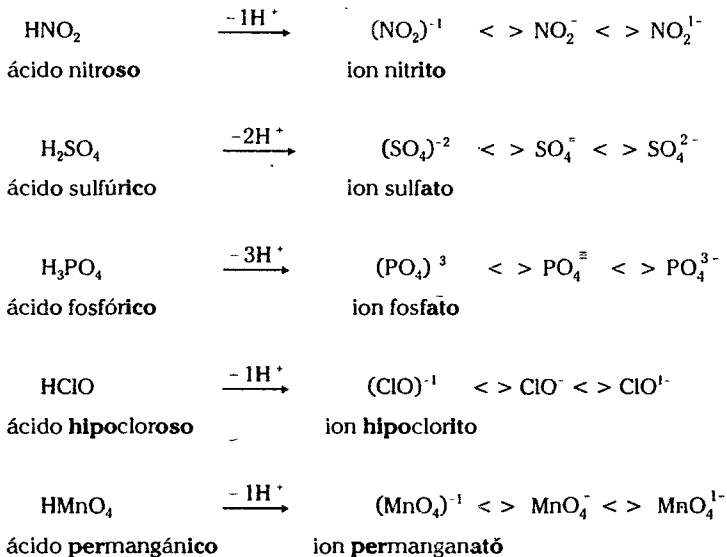 HNO₂ -1H⁺ → (NO₂)⁻¹ < > NO₂⁻ < > NO₂¹⁻
ácido nitroso ion nitrito
H₂SO₄ -2H⁺ → (SO₄)⁻² < > SO₄⁼ < > SO₄²⁻
ácido sulfúrico ion sulfato
H₃PO₄ -3H⁺ → (PO₄) ³ < > PO₄^≡ < > PO₄³⁻
ácido fosfórico ion fosfato
HClO -1H⁺ → (ClO)⁻¹ < > ClO⁻ < > ClO¹⁻
ácido hipocloroso ion hipoclorito
HMnO₄ -1H⁺ → (MnO₄)⁻¹ < > MnO₄⁻ < > MnO₄¹⁻
ácido permangánico ion permanganató